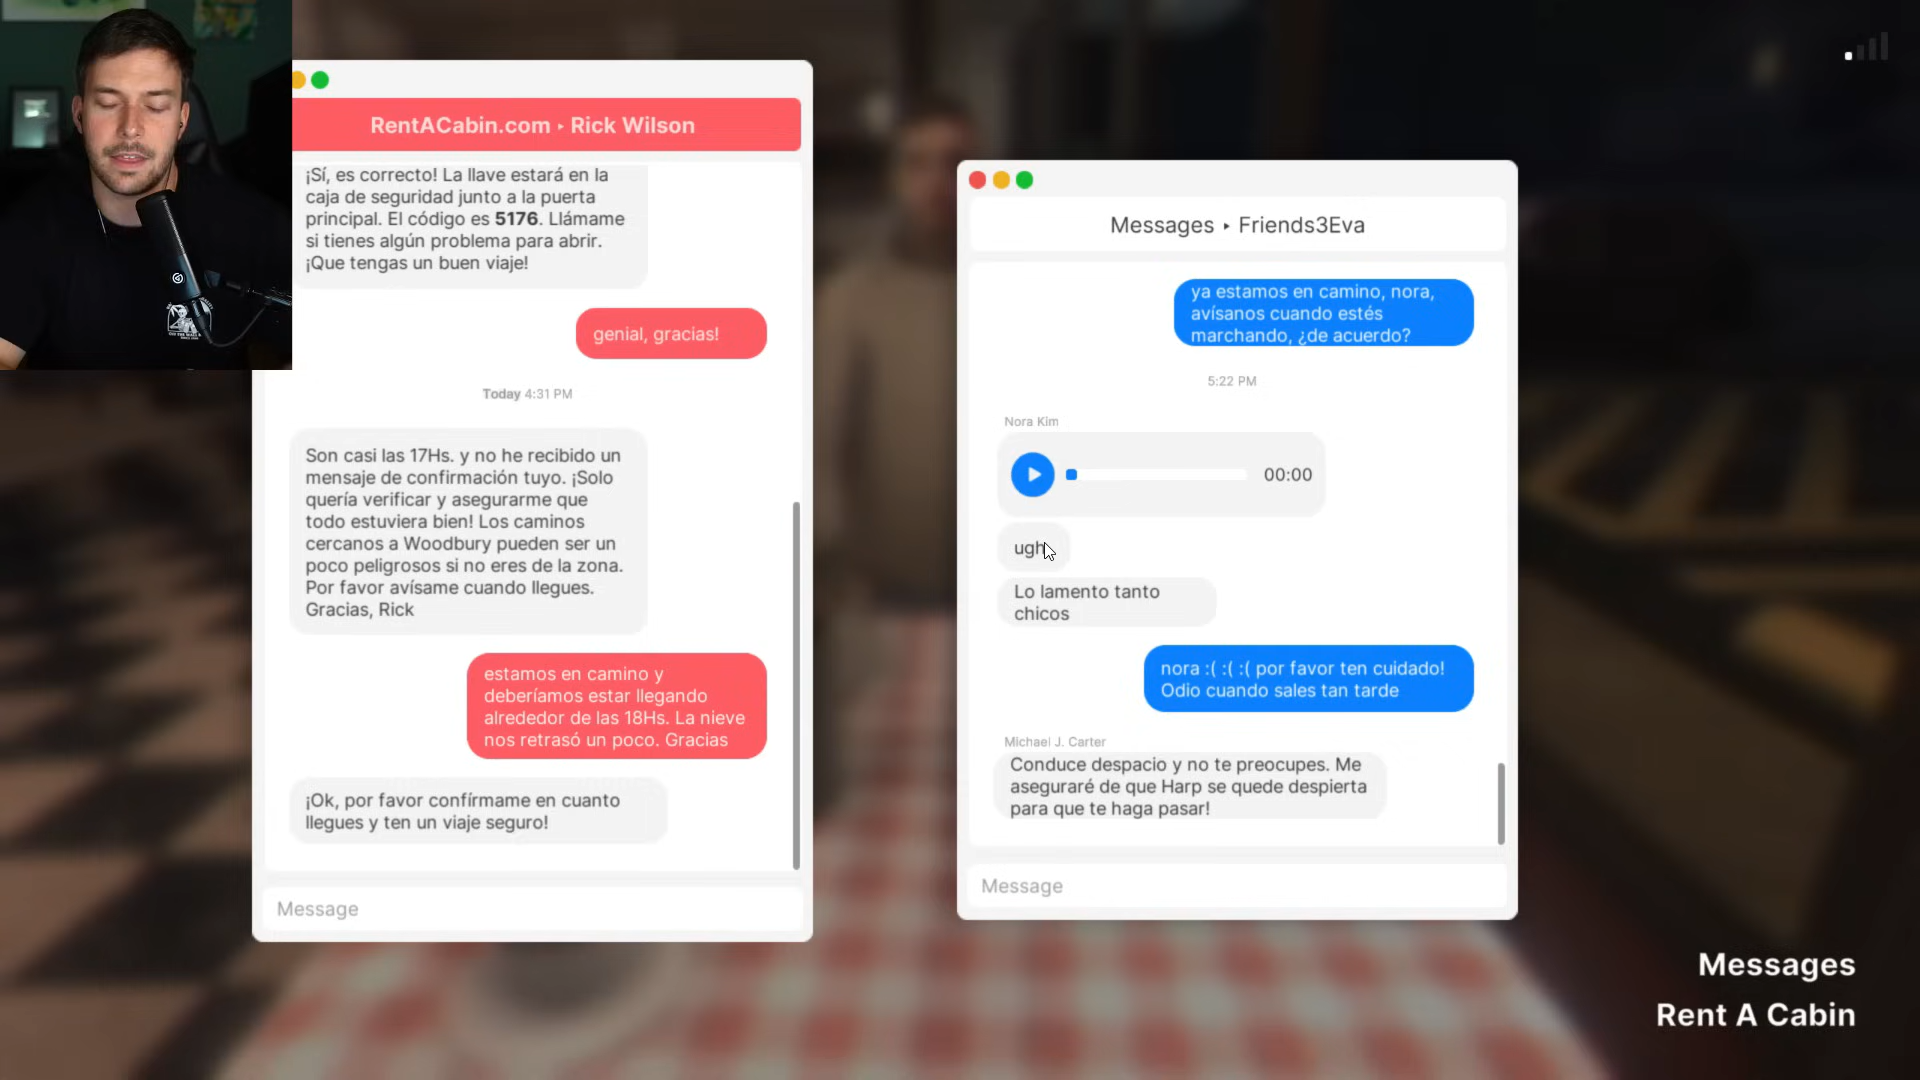 RentACabin.com ▸ Rick Wilson
¡Sí, es correcto! La llave estará en la
caja de seguridad junto a la puerta
principal. El código es 5176. Llámame
si tienes algún problema para abrir.
¡Que tengas un buen viaje!
genial, gracias!
Today 4:31 PM
Son casi las 17Hs. y no he recibido un
mensaje de confirmación tuyo. ¡Solo
quería verificar y asegurarme que
todo estuviera bien! Los caminos
cercanos a Woodbury pueden ser un
poco peligrosos si no eres de la zona.
Por favor avísame cuando llegues.
Gracias, Rick
estamos en camino y
deberíamos estar llegando
alrededor de las 18Hs. La nieve
nos retrasó un poco. Gracias
¡Ok, por favor confírmame en cuanto
llegues y ten un viaje seguro!
Message
Messages ▸ Friends3Eva
ya estamos en camino, nora,
avísanos cuando estés
marchando, ¿de acuerdo?
5:22 PM
Nora Kim
00:00
ugh
Lo lamento tanto
chicos
nora :( :( :( por favor ten cuidado!
Odio cuando sales tan tarde
Michael J. Carter
Conduce despacio y no te preocupes. Me
aseguraré de que Harp se quede despierta
para que te haga pasar!
Message
Messages
Rent A Cabin